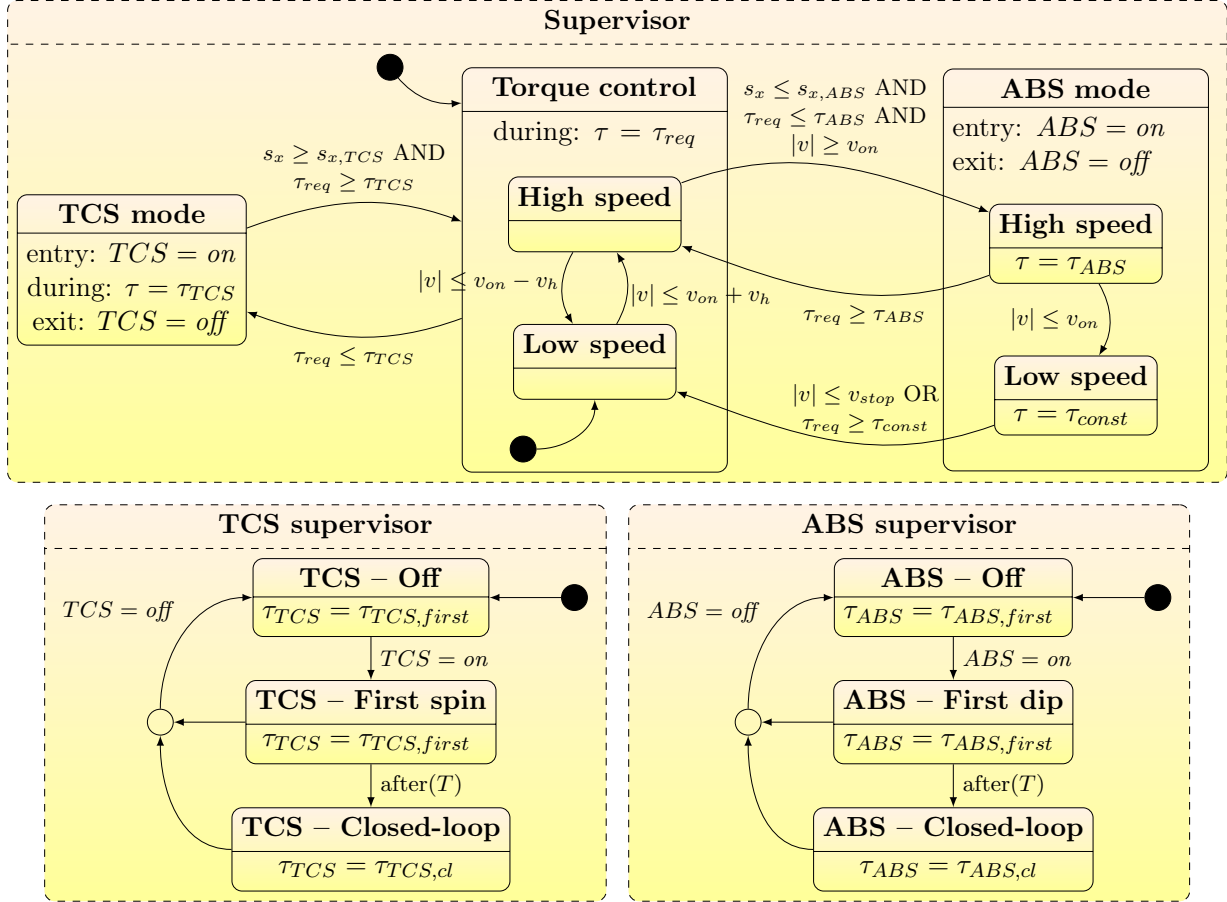 Supervisor
Torque control
during: τ = τ_req
High speed
|v| ≤ v_on − v_h
|v| ≤ v_on + v_h
Low speed
s_x ≥ s_x,TCS AND
τ_req ≥ τ_TCS
TCS mode
entry: TCS = on
during: τ = τ_TCS
exit: TCS = off
τ_req ≤ τ_TCS
s_x ≤ s_x,ABS AND
τ_req ≤ τ_ABS AND
|v| ≥ v_on
ABS mode
entry: ABS = on
exit: ABS = off
High speed
τ = τ_ABS
τ_req ≥ τ_ABS
|v| ≤ v_on
Low speed
τ = τ_const
|v| ≤ v_stop OR
τ_req ≥ τ_const
TCS supervisor
TCS – Off
τ_TCS = τ_TCS,first
TCS = off
TCS = on
TCS – First spin
τ_TCS = τ_TCS,first
after(T)
TCS – Closed-loop
τ_TCS = τ_TCS,cl
ABS supervisor
ABS – Off
τ_ABS = τ_ABS,first
ABS = off
ABS = on
ABS – First dip
τ_ABS = τ_ABS,first
after(T)
ABS – Closed-loop
τ_ABS = τ_ABS,cl